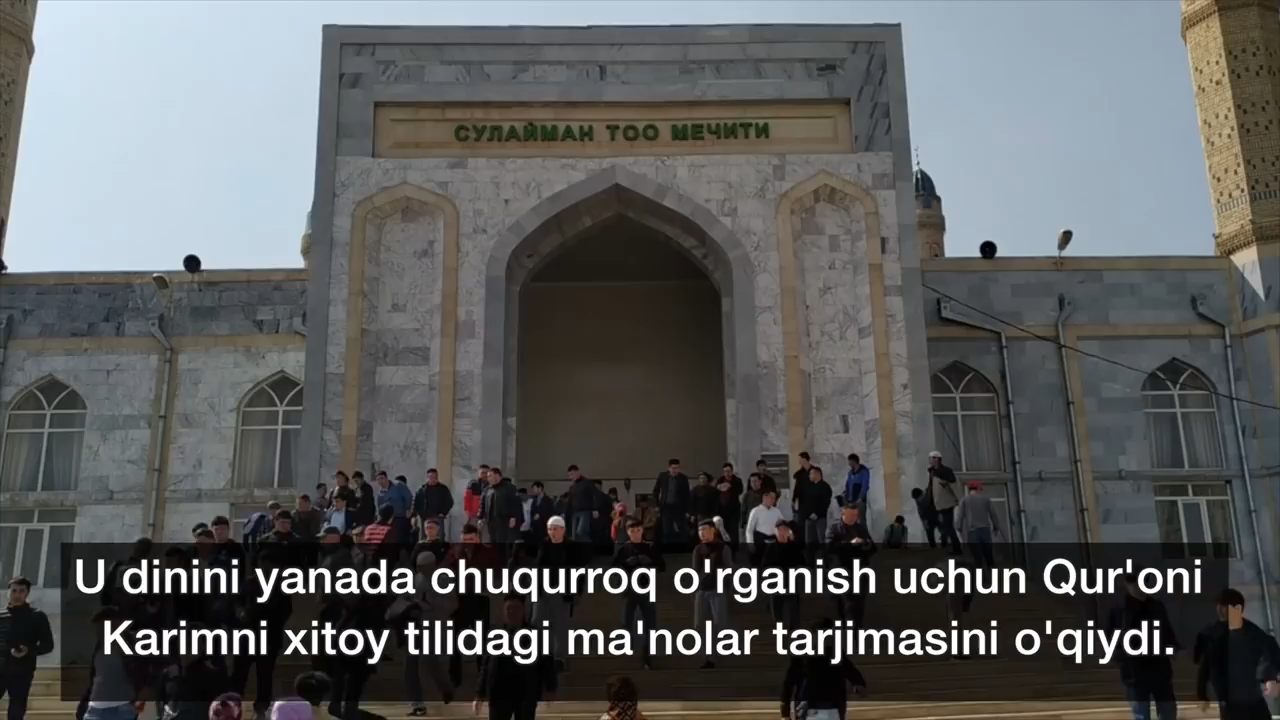 СУЛАЙМАН ТОО МЕЧИТИ
U dinini yanada chuqurroq o'rganish uchun Qur'oni
Karimni xitoy tilidagi ma'nolar tarjimasini o'qiydi.